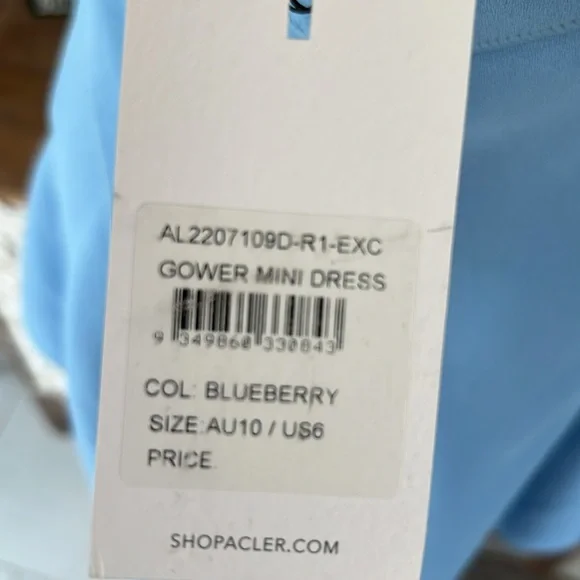 AL2207109D-R1-EXC
GOWER MINI DRESS
9 349860 330843
COL: BLUEBERRY
SIZE:AU10 / US6
PRICE:
SHOPACLER.COM